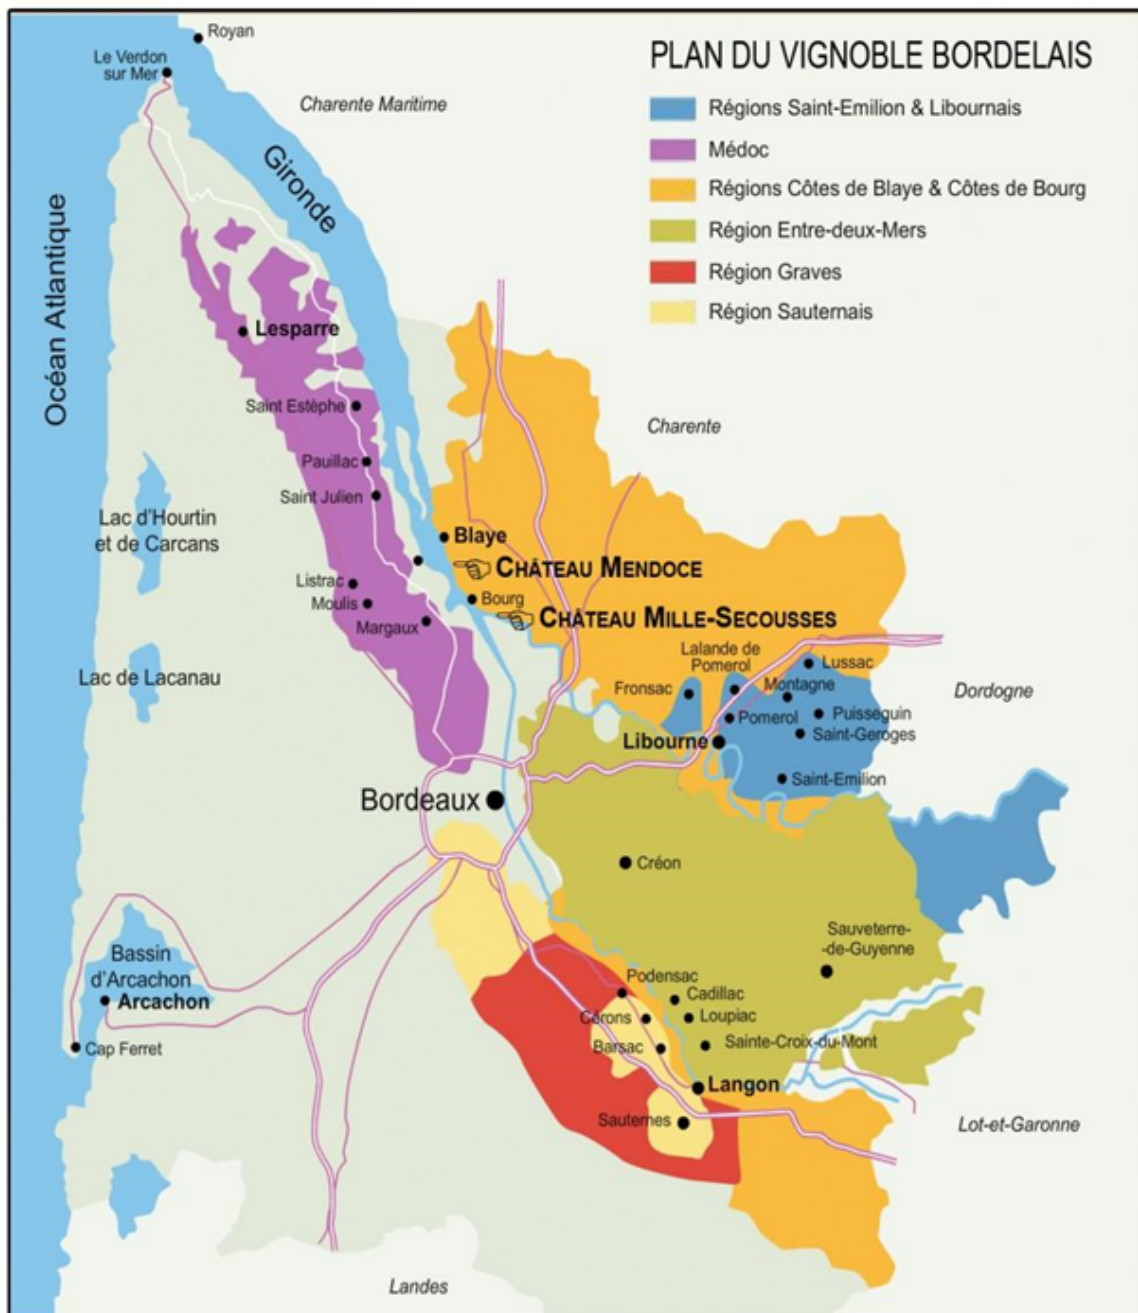 PLAN DU VIGNOBLE BORDELAIS
Régions Saint-Emilion & Libournais
Médoc
Régions Côtes de Blaye & Côtes de Bourg
Région Entre-deux-Mers
Région Graves
Région Sauternais
Royan
Le Verdon
sur Mer
Charente Maritime
Gironde
Océan Atlantique
Lesparre
Saint Estèphe
Charente
Pauillac
Saint Julien
Lac d'Hourtin
et de Carcans
Blaye
CHÂTEAU MENDOCE
Listrac
Moulis
Bourg
CHÂTEAU MILLE-SECOUSSES
Margaux
Lac de Lacanau
Lalande de
Pomerol
Lussac
Fronsac
Montagne
Dordogne
Pomerol
Puisseguin
Saint-Geroges
Libourne
Saint-Emilion
Bordeaux
Créon
Sauveterre-
-de-Guyenne
Bassin
d'Arcachon
Arcachon
Podensac
Cadillac
Cérons
Loupiac
Barsac
Sainte-Croix-du-Mont
Cap Ferret
Langon
Sauternes
Lot-et-Garonne
Landes